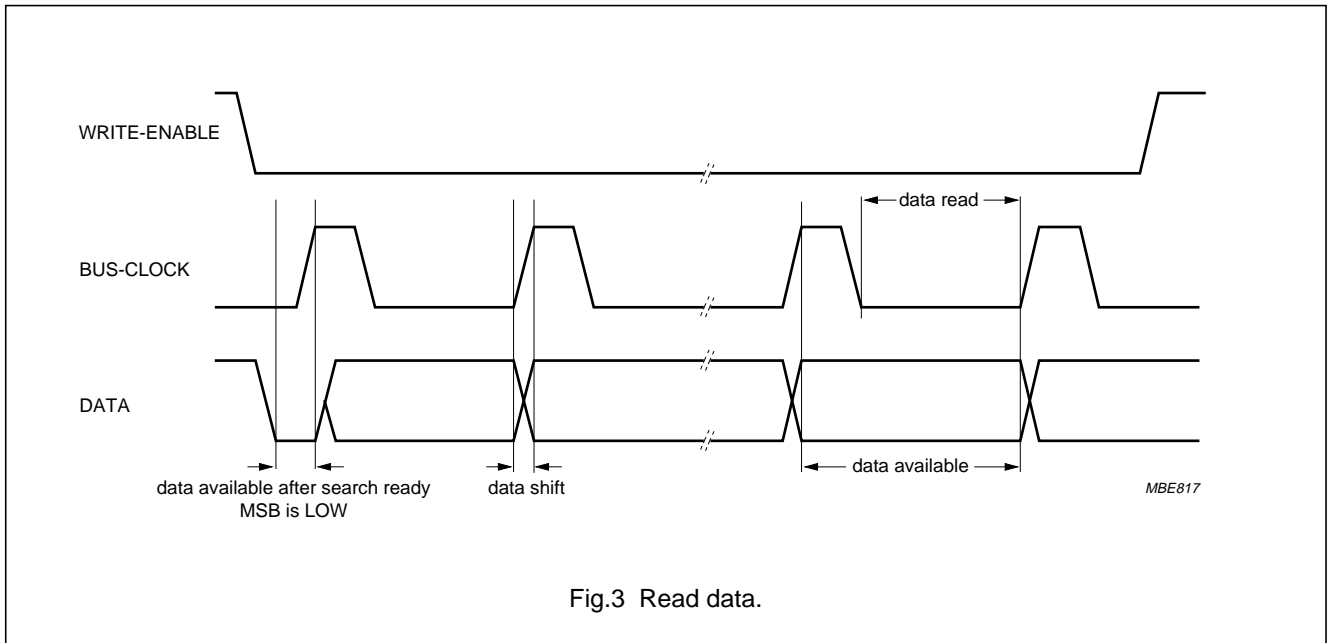 WRITE-ENABLE
data read
BUS-CLOCK
DATA
data available
data available after search ready
MSB is LOW
data shift
MBE817
Fig.3 Read data.